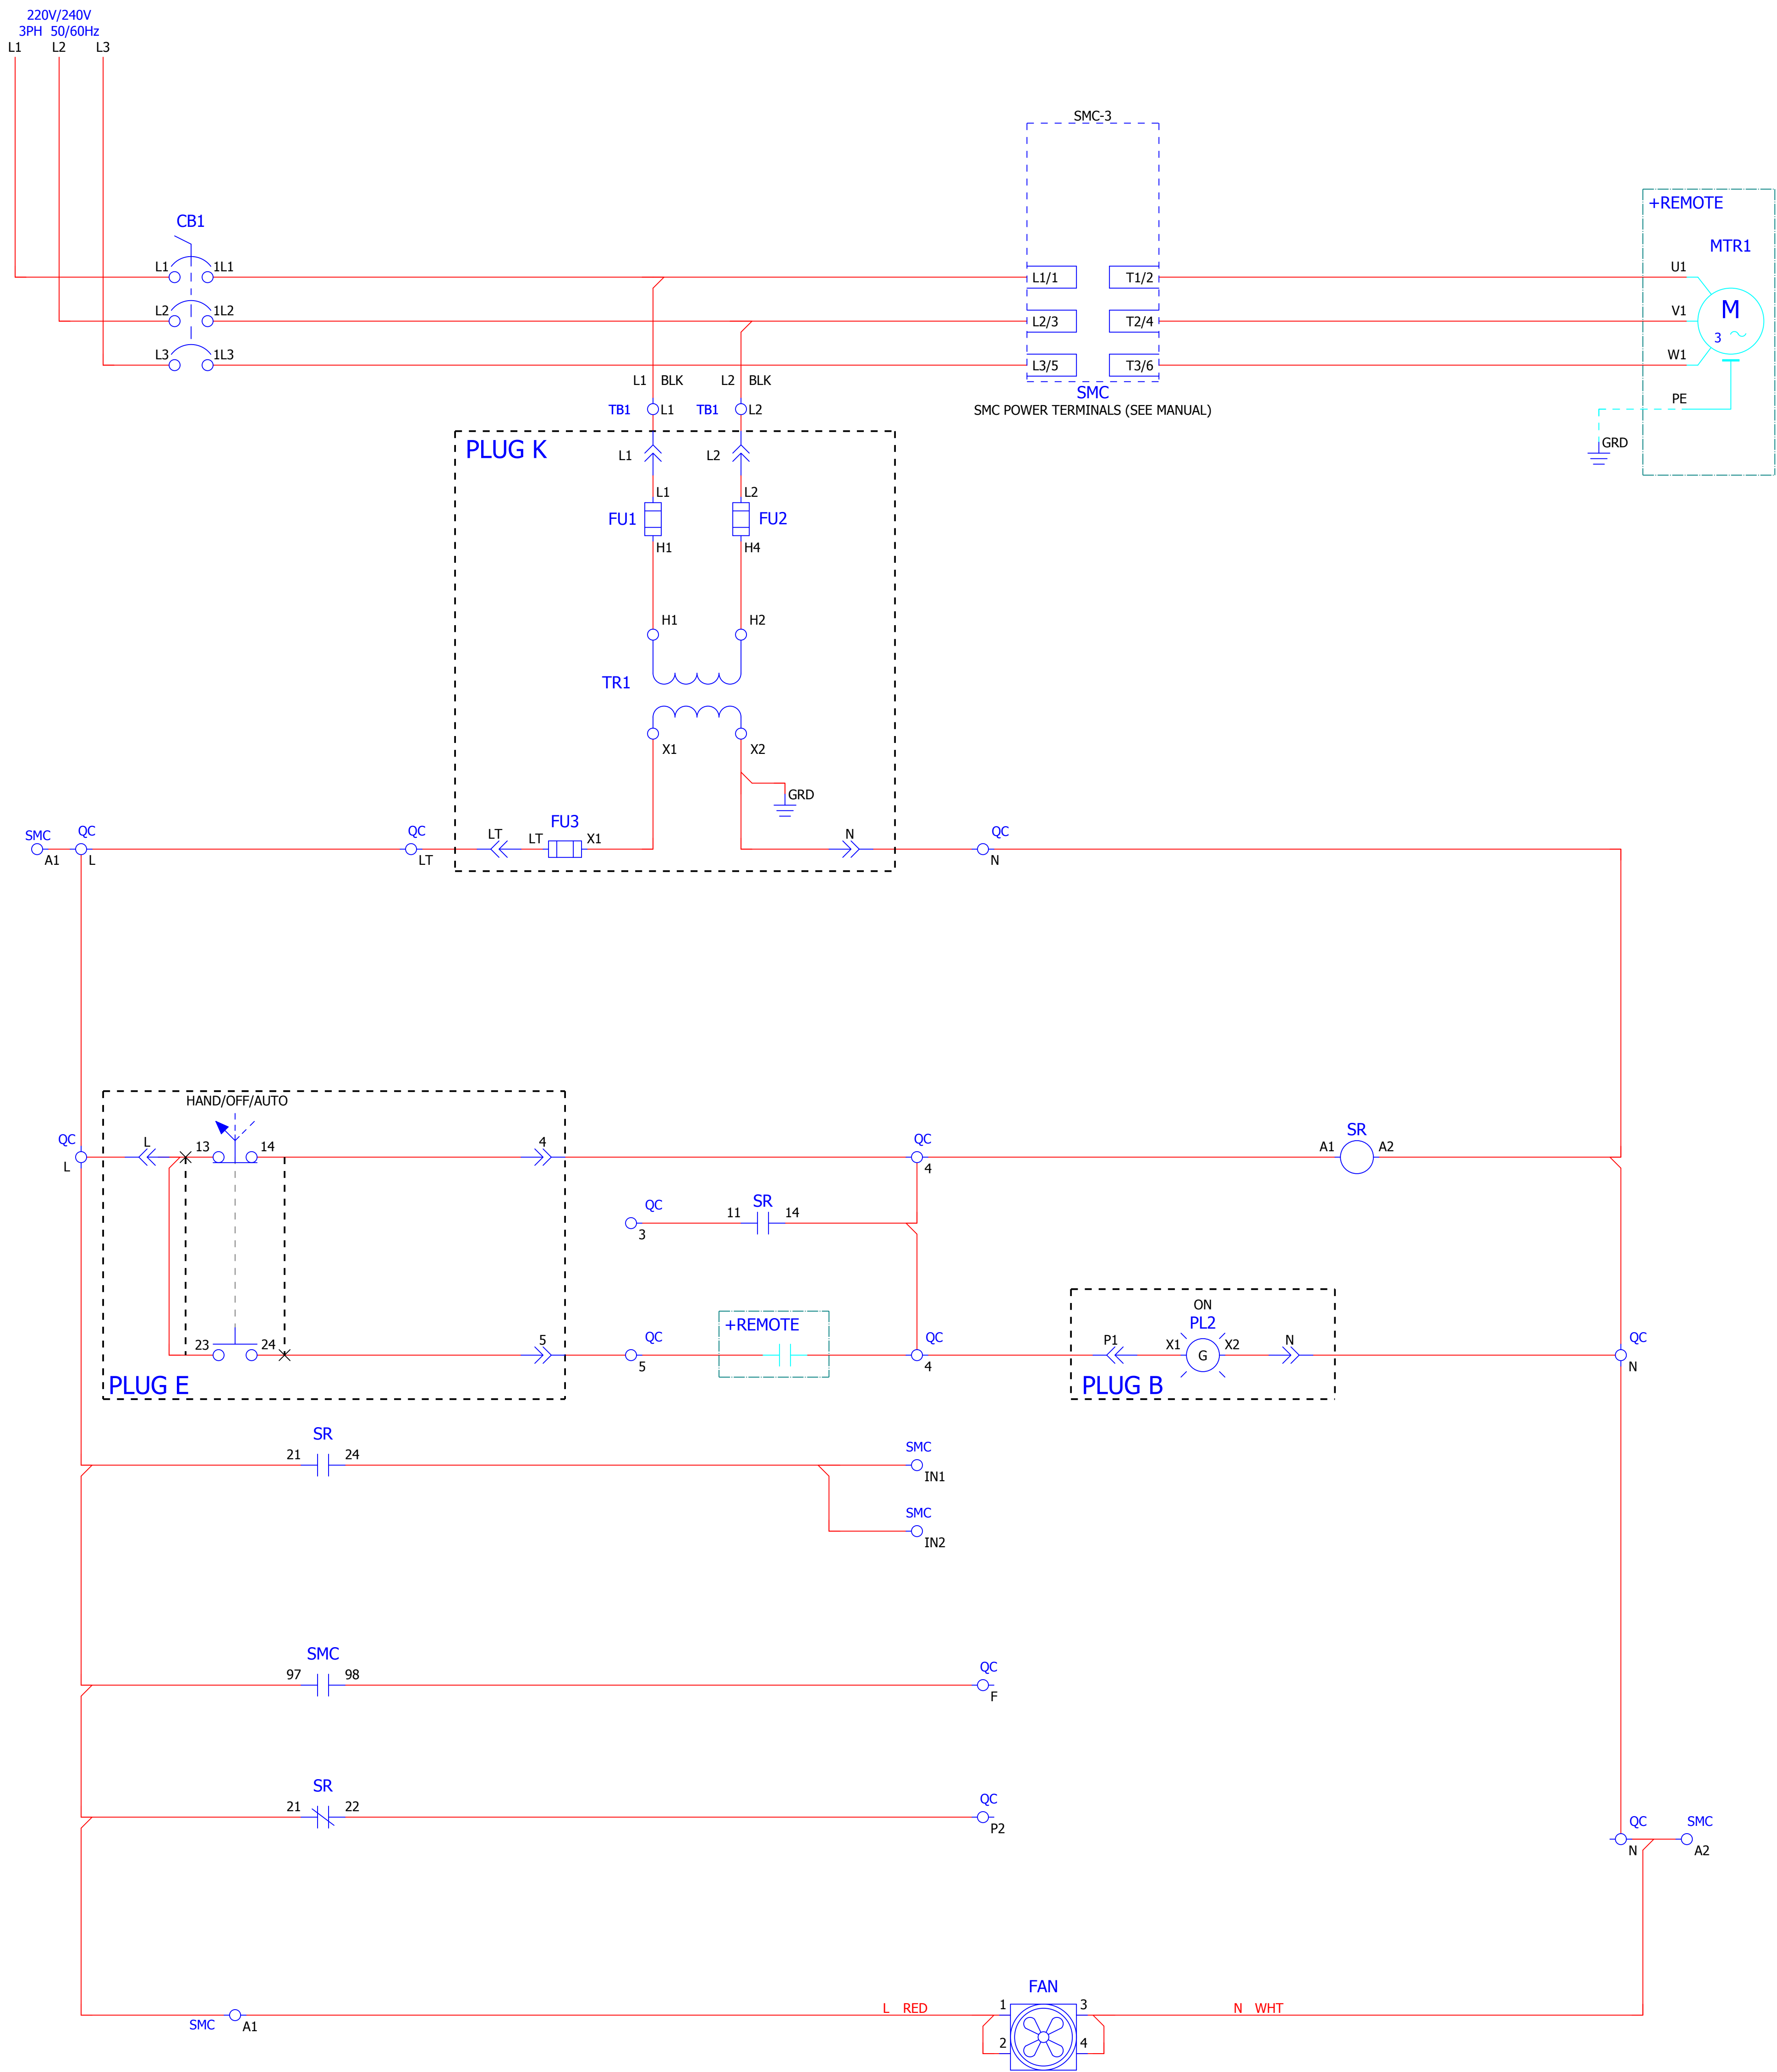 220V/240V
3PH 50/60Hz
L1 L2 L3
SMC-3
+REMOTE
CB1
MTR1
L1 1L1 L1/1 T1/2 U1
L2 1L2 L2/3 T2/4 V1
M
3
L3 1L3 L3/5 T3/6 W1
L1 BLK L2 BLK
SMC
PE
TB1 L1 TB1 L2
SMC POWER TERMINALS (SEE MANUAL)
GRD
PLUG K
L1 L2
L1 L2
FU1 FU2
H1 H4
H1 H2
TR1
X1 X2
GRD
FU3
SMC QC QC LT LT X1 N QC
A1 L LT N
HAND/OFF/AUTO
QC L 13 14 4 QC SR
A1 A2
L 4
QC SR
11 14
3
+REMOTE
ON
PL2
23 24 5 QC QC P1 X1 G X2 N QC
5 4 N
PLUG E
PLUG B
SR
21 24 SMC
IN1
SMC
IN2
SMC
97 98 QC
F
SR
21 22 QC
P2
QC SMC
N A2
FAN
L RED 1 3 N WHT
SMC A1
2 4